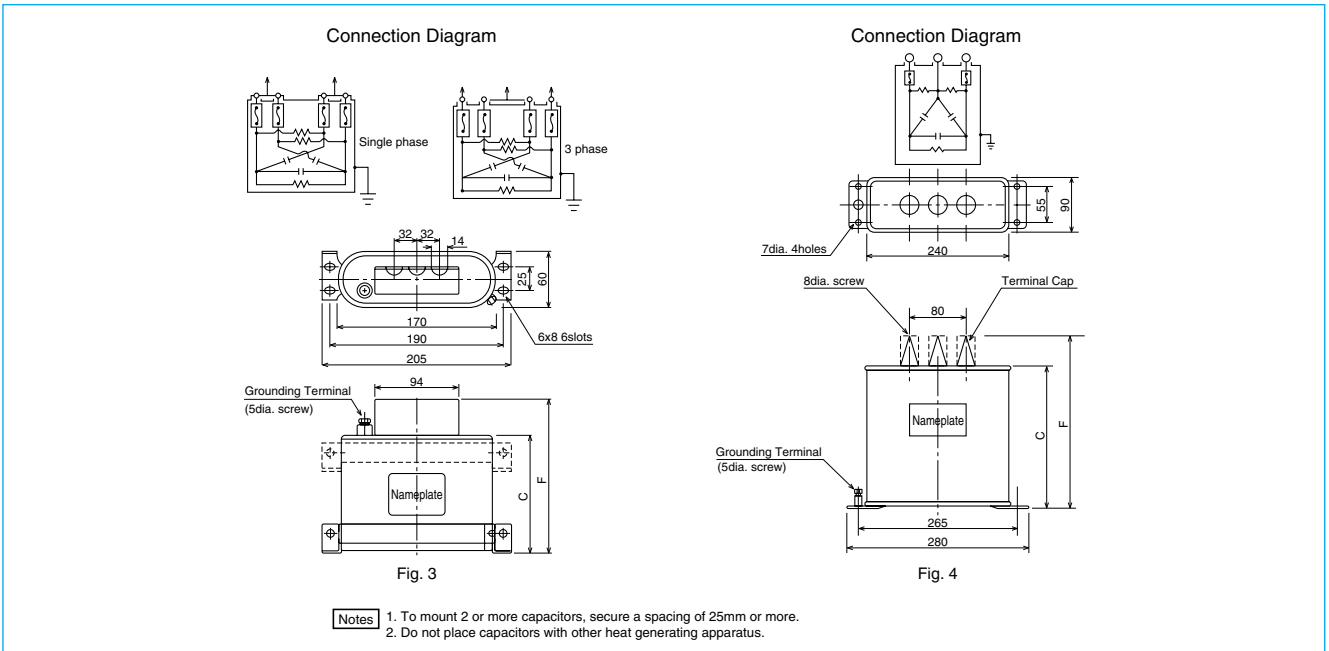 Connection Diagram
Single phase
3 phase
32
32
14
25
60
170
190
205
6x8 6slots
94
Grounding Terminal
(5dia. screw)
Nameplate
C
F
Fig. 3
Connection Diagram
55
90
7dia. 4holes
240
8dia. screw
Terminal Cap
80
Nameplate
C
F
Grounding Terminal
(5dia. screw)
265
280
Fig. 4
Notes 1. To mount 2 or more capacitors, secure a spacing of 25mm or more.
2. Do not place capacitors with other heat generating apparatus.